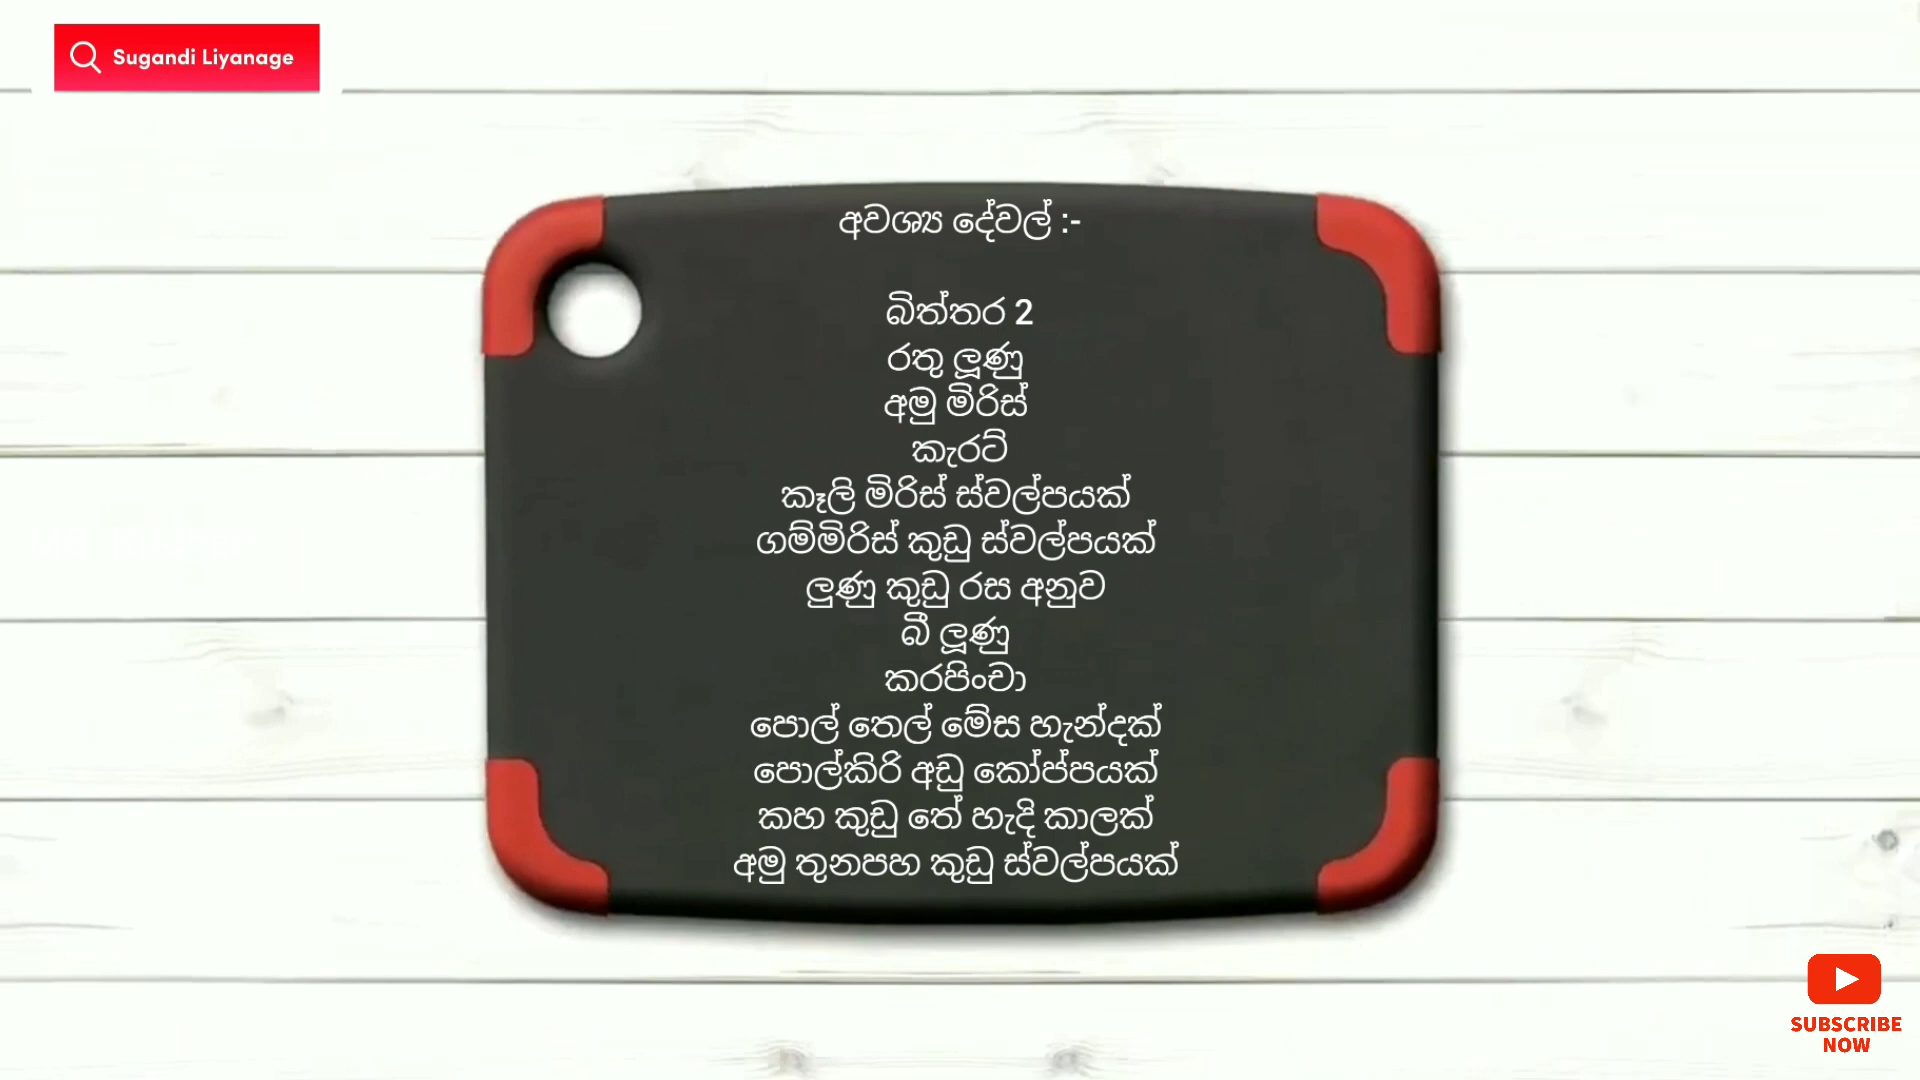 Sugandi Liyanage
අවශ්‍ය දේවල් :-
බිත්තර 2
රතු ලූණු
අමු මිරිස්
කැරට්
කෑලි මිරිස් ස්වල්පයක්
ගම්මිරිස් කුඩු ස්වල්පයක්
ලුණු කුඩු රස අනුව
බී ලූණු
කරපිංචා
පොල් තෙල් මේස හැන්දක්
පොල්කිරි අඩු කෝප්පයක්
කහ කුඩු තේ හැදි කාලක්
අමු තුනපහ කුඩු ස්වල්පයක්
SUBSCRIBE
NOW